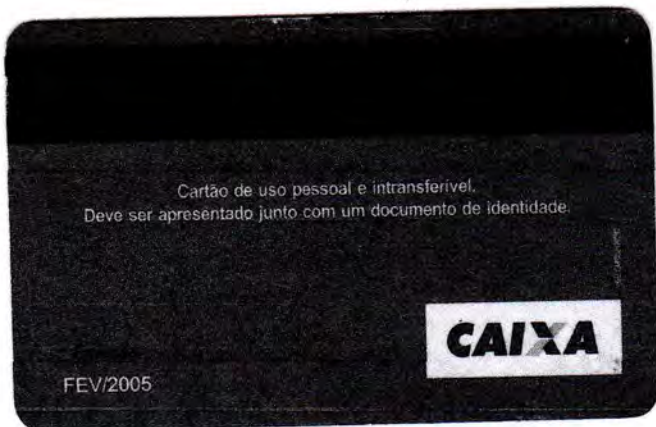 Cartão de uso pessoal e intransferível.
Deve ser apresentado junto com um documento de identidade.
CAIXA
FEV/2005